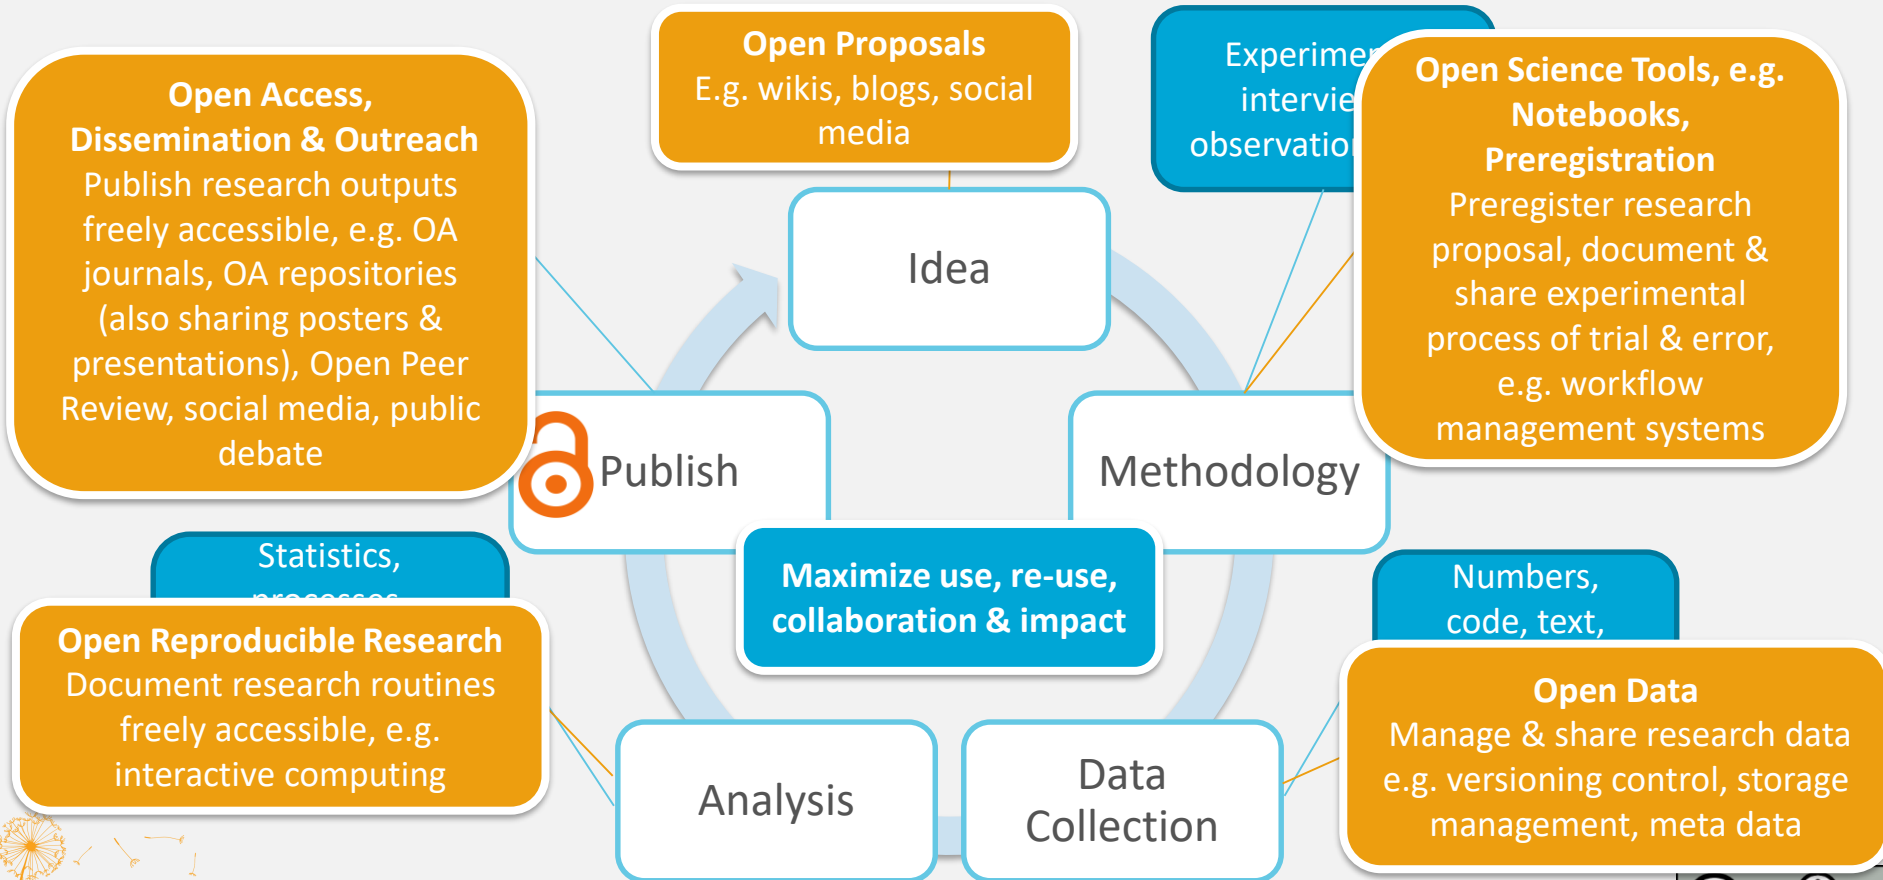 Open Proposals
E.g. wikis, blogs, social
media
Open Access,
Dissemination & Outreach
Publish research outputs
freely accessible, e.g. OA
journals, OA repositories
(also sharing posters &
presentations), Open Peer
Review, social media, public
debate
Open Science Tools, e.g.
Notebooks,
Preregistration
Preregister research
proposal, document &
share experimental
process of trial & error,
e.g. workflow
management systems
Idea
Publish
Methodology
Maximize use, re-use,
collaboration & impact
Statistics,
processes
Open Reproducible Research
Document research routines
freely accessible, e.g.
interactive computing
Numbers,
code, text,
Open Data
Manage & share research data
e.g. versioning control, storage
management, meta data
Analysis
Data
Collection